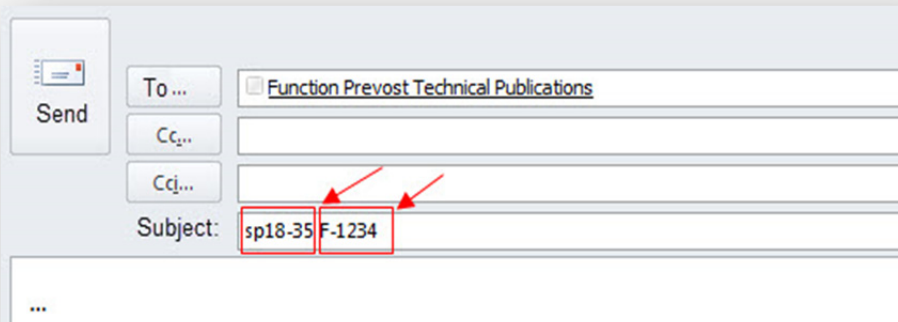 Send
To ... Function Prevost Technical Publications
Cc...
Cci...
Subject: sp18-35 F-1234
...